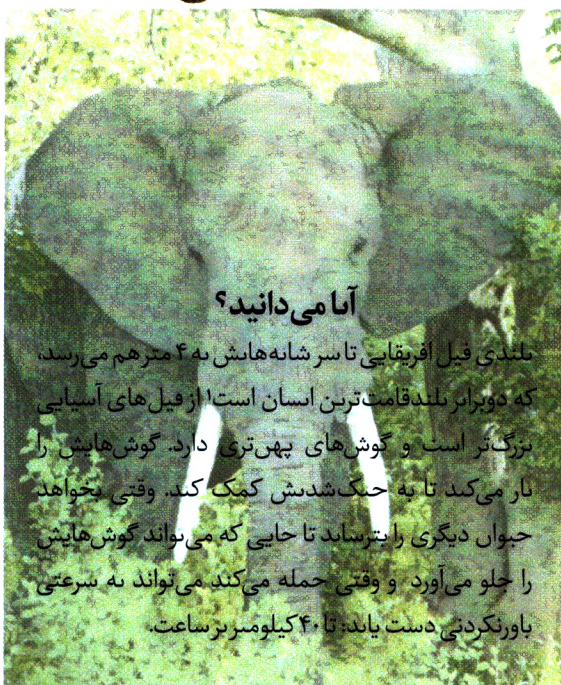 آیا می‌دانید؟
بلندی فیل آفریقایی تا سر شانه‌هایش به ۴ متر هم می‌رسد،
که دوبرابر بلندقامت‌ترین انسان است! از فیل‌های آسیایی
بزرگ‌تر است و گوش‌های پهن‌تری دارد. گوش‌هایش را
باز می‌کند تا به خنک‌شدنش کمک کند. وقتی بخواهد
حیوان دیگری را بترساند تا جایی که می‌تواند گوش‌هایش
را جلو می‌آورد و وقتی حمله می‌کند می‌تواند به سرعتی
باورنکردنی دست یابد: تا ۴۰ کیلومتر بر ساعت.